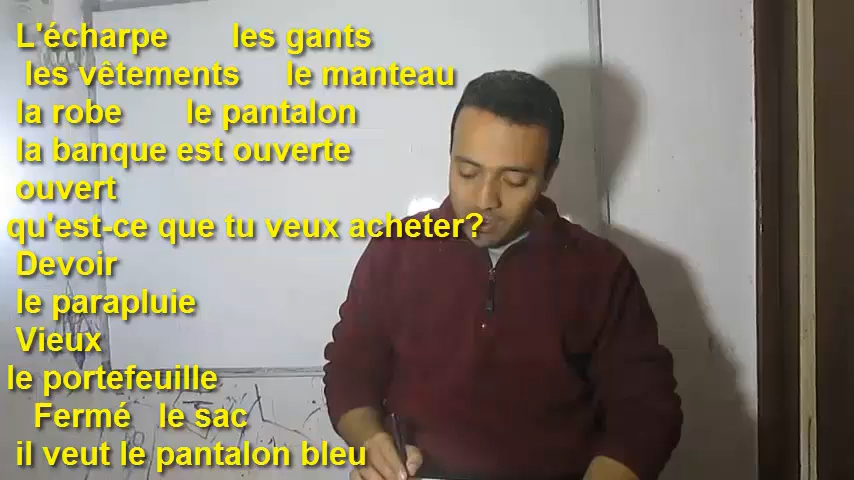 L'écharpe les gants
les vêtements le manteau
la robe le pantalon
la banque est ouverte
ouvert
qu'est-ce que tu veux acheter?
Devoir
le parapluie
Vieux
le portefeuille
Fermé le sac
il veut le pantalon bleu